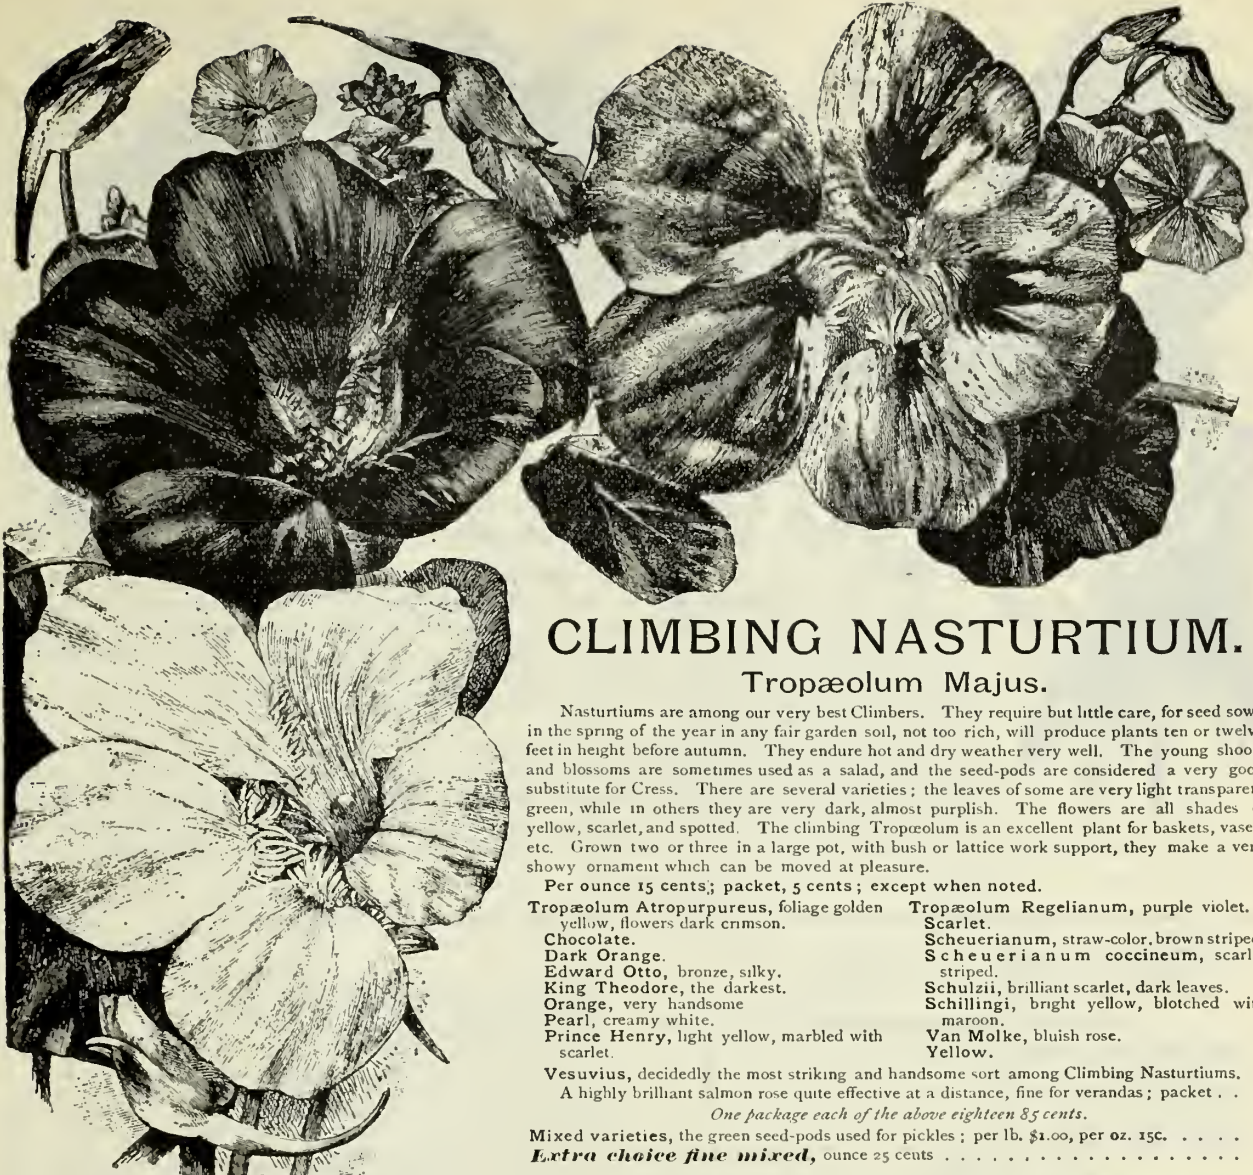 CLIMBING NASTURTIUM.
Tropæolum Majus.
Nasturtiums are among our very best Climbers. They require but little care, for seed sow
in the spring of the year in any fair garden soil, not too rich, will produce plants ten or twelv
feet in height before autumn. They endure hot and dry weather very well. The young shoo
and blossoms are sometimes used as a salad, and the seed-pods are considered a very goo
substitute for Cress. There are several varieties; the leaves of some are very light transparen
green, while in others they are very dark, almost purplish. The flowers are all shades
yellow, scarlet, and spotted. The climbing Tropœolum is an excellent plant for baskets, vase
etc. Grown two or three in a large pot, with bush or lattice work support, they make a ver
showy ornament which can be moved at pleasure.
Per ounce 15 cents; packet, 5 cents; except when noted.
Tropæolum Atropurpureus, foliage golden
yellow, flowers dark crimson.
Chocolate.
Dark Orange.
Edward Otto, bronze, silky.
King Theodore, the darkest.
Orange, very handsome
Pearl, creamy white.
Prince Henry, light yellow, marbled with
scarlet.
Tropæolum Regelianum, purple violet.
Scarlet.
Scheuerianum, straw-color, brown stripe
Scheuerianum coccineum, scarl
striped.
Schulzii, brilliant scarlet, dark leaves.
Schillingi, bright yellow, blotched wi
maroon.
Van Molke, bluish rose.
Yellow.
Vesuvius, decidedly the most striking and handsome sort among Climbing Nasturtiums.
A highly brilliant salmon rose quite effective at a distance, fine for verandas; packet . .
One package each of the above eighteen 85 cents.
Mixed varieties, the green seed-pods used for pickles; per lb. $1.00, per oz. 15c. . . . .
Extra choice fine mixed, ounce 25 cents . . . . . . . . . . . . . . . . . .